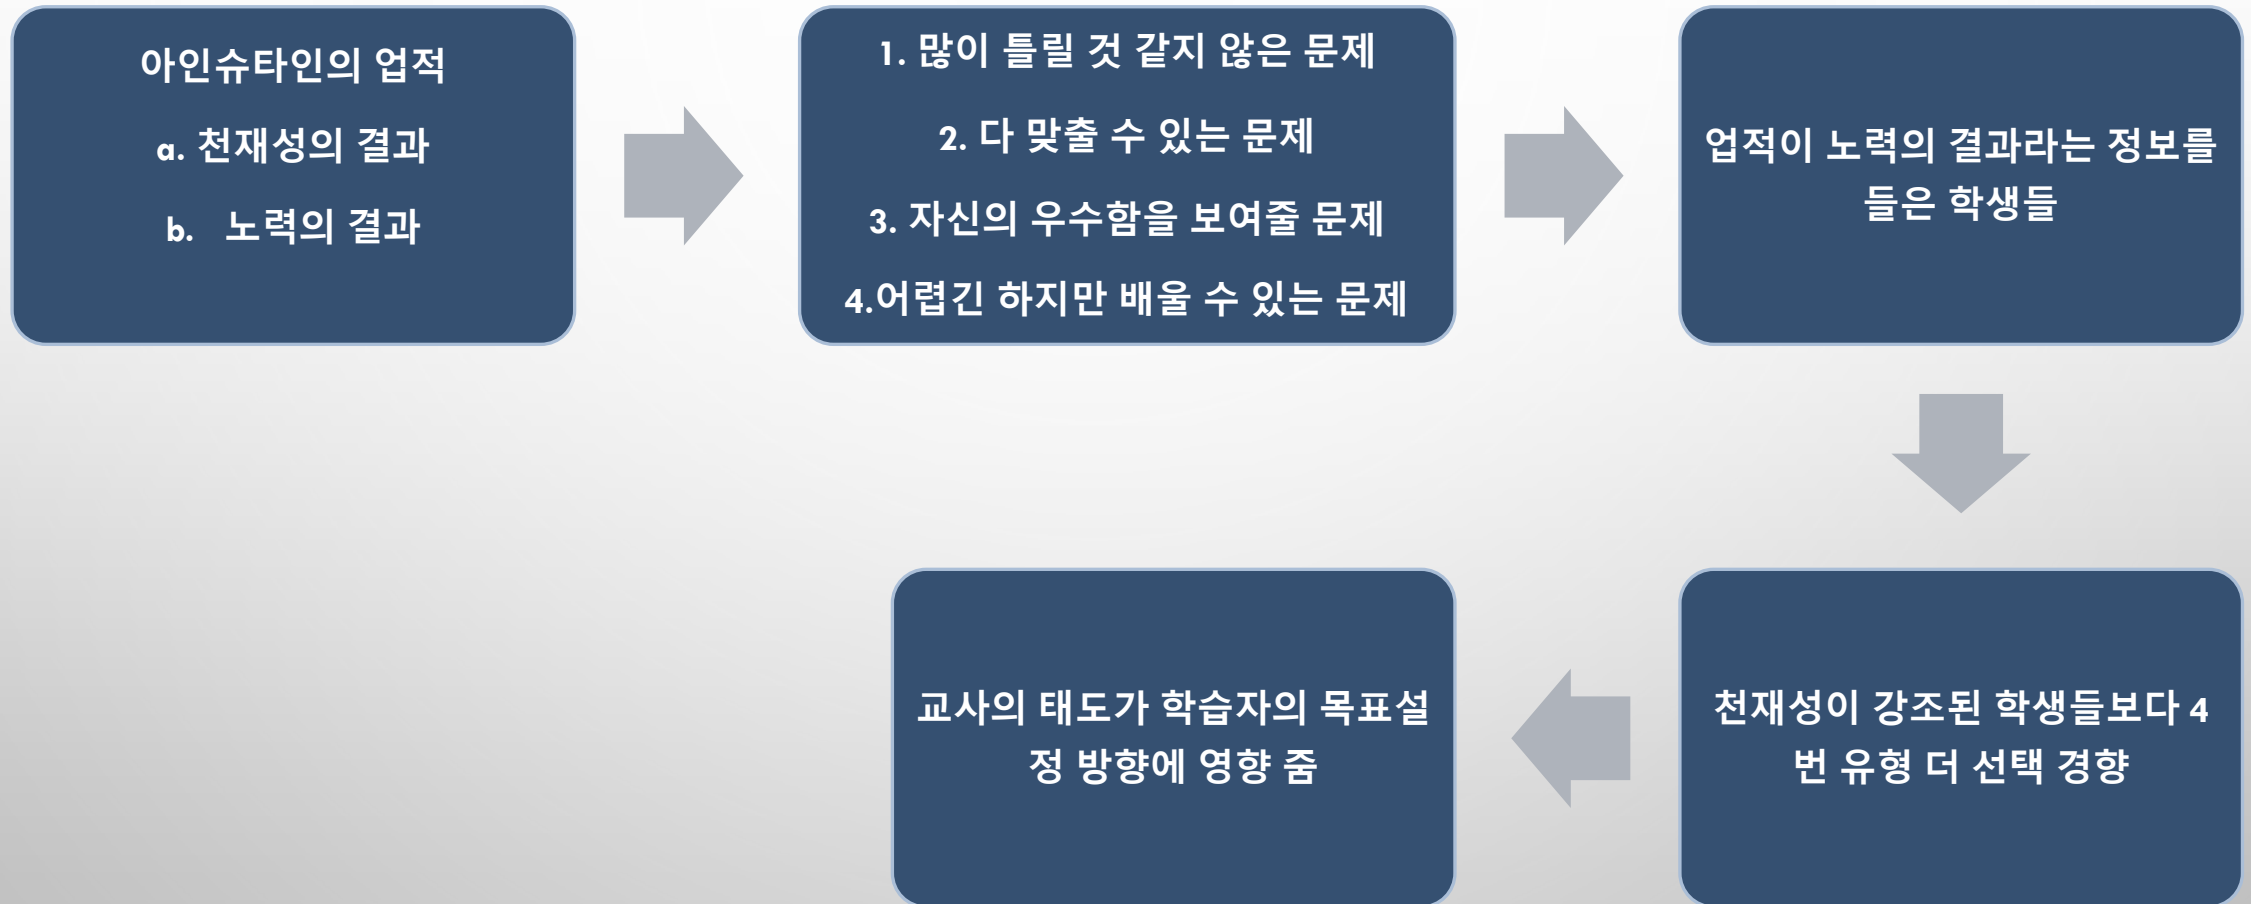 아인슈타인의 업적
a. 천재성의 결과
b. 노력의 결과
1. 많이 틀릴 것 같지 않은 문제
2. 다 맞출 수 있는 문제
3. 자신의 우수함을 보여줄 문제
4.어렵긴 하지만 배울 수 있는 문제
업적이 노력의 결과라는 정보를
들은 학생들
천재성이 강조된 학생들보다 4
번 유형 더 선택 경향
교사의 태도가 학습자의 목표설
정 방향에 영향 줌